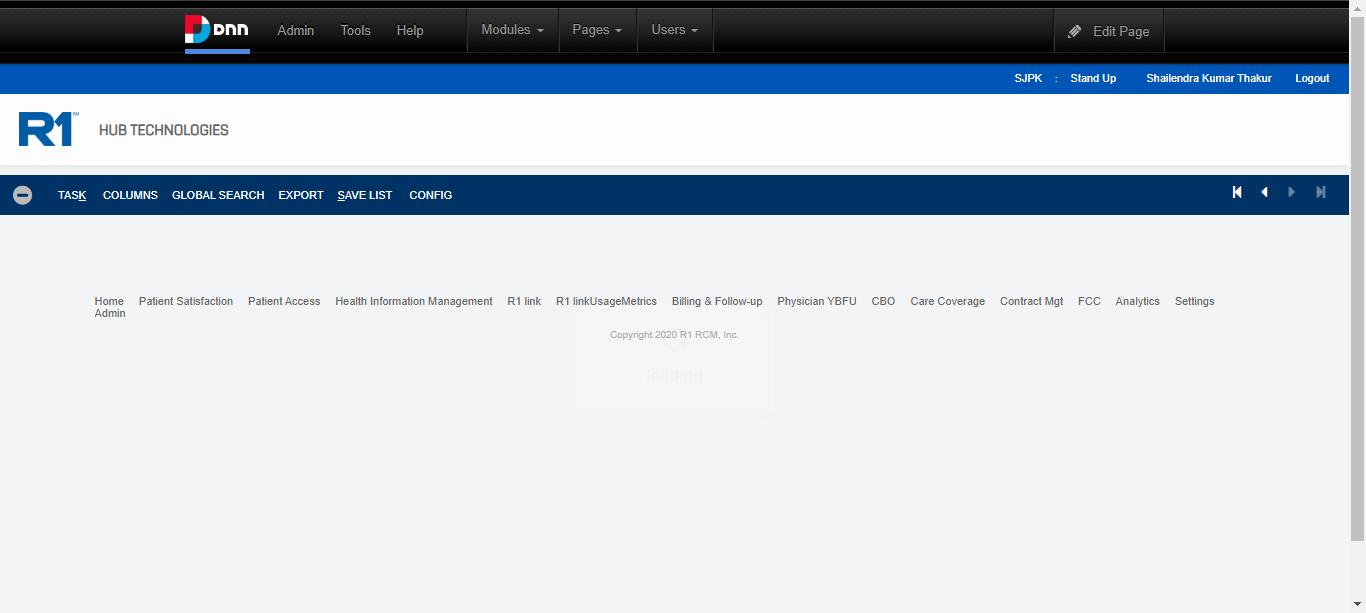 DNN Admin Tools Help Modules Pages Users Edit Page
SJPK : Stand Up Shailendra Kumar Thakur Logout
R1 SM HUB TECHNOLOGIES
TASK COLUMNS GLOBAL SEARCH EXPORT SAVE LIST CONFIG
Home Patient Satisfaction Patient Access Health Information Management R1 link R1 linkUsageMetrics Billing & Follow-up Physician YBFU CBO Care Coverage Contract Mgt FCC Analytics Settings
Admin
Copyright 2020 R1 RCM, Inc.
loading